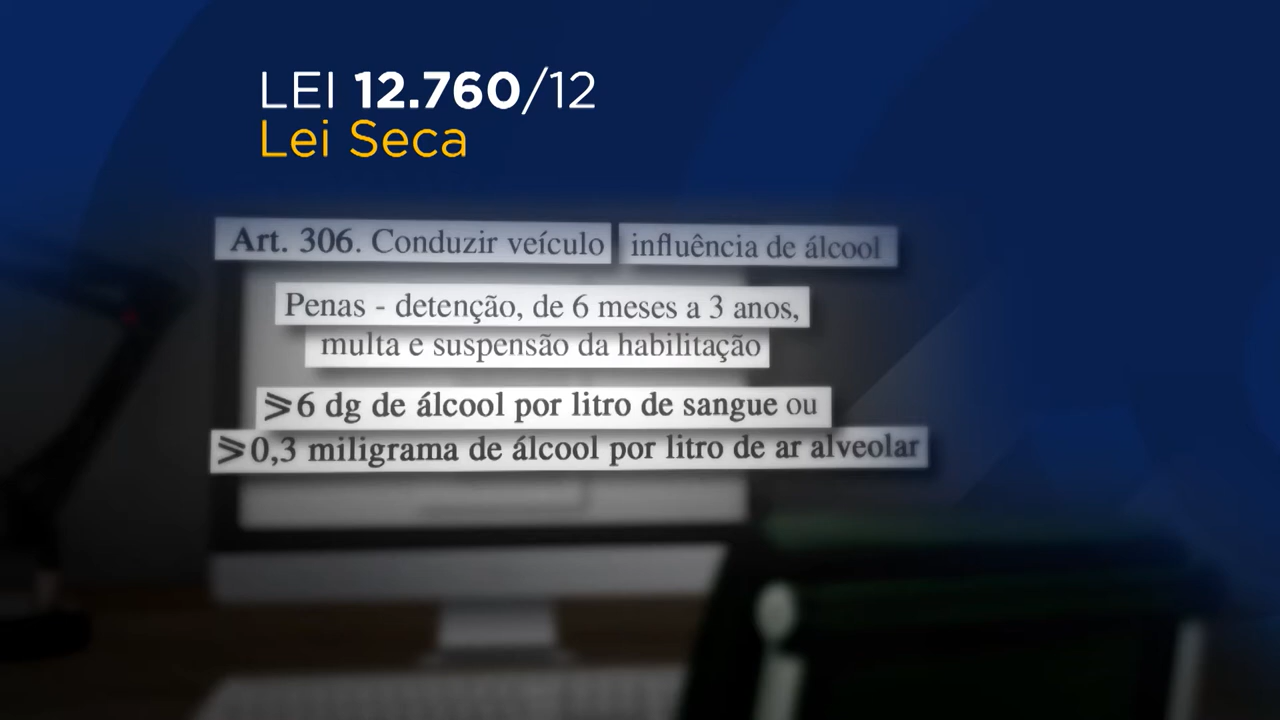 LEI 12.760/12
Lei Seca
Art. 306. Conduzir veículo influência de álcool
Penas - detenção, de 6 meses a 3 anos,
multa e suspensão da habilitação
⩾6 dg de álcool por litro de sangue ou
⩾0,3 miligrama de álcool por litro de ar alveolar